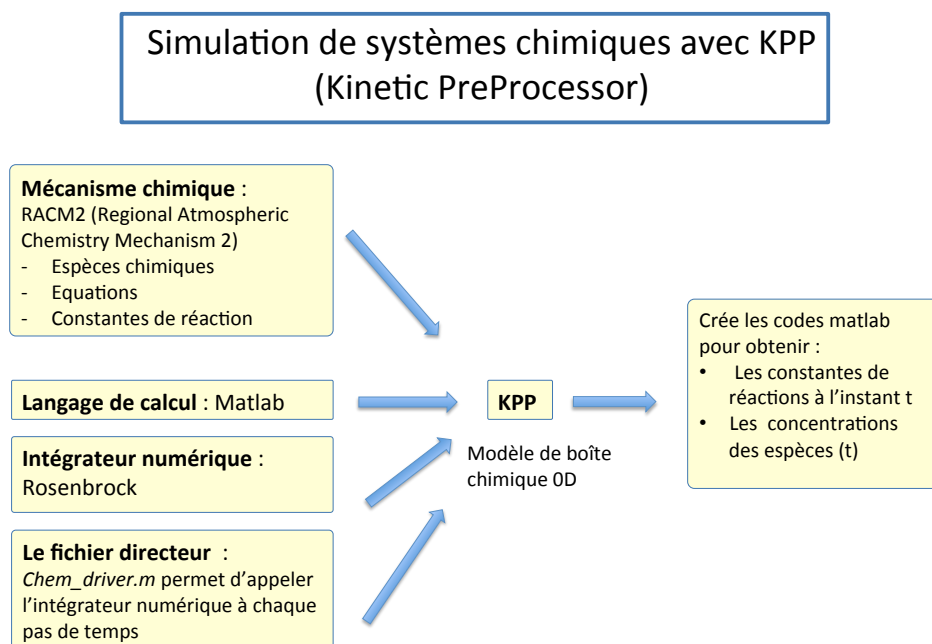 Simulation de systèmes chimiques avec KPP
(Kinetic PreProcessor)
Mécanisme chimique :
RACM2 (Regional Atmospheric
Chemistry Mechanism 2)
- Espèces chimiques
- Equations
- Constantes de réaction
Langage de calcul : Matlab
Intégrateur numérique :
Rosenbrock
Le fichier directeur :
Chem_driver.m permet d'appeler
l'intégrateur numérique à chaque
pas de temps
KPP
Modèle de boîte
chimique 0D
Crée les codes matlab
pour obtenir :
• Les constantes de
réactions à l'instant t
• Les concentrations
des espèces (t)